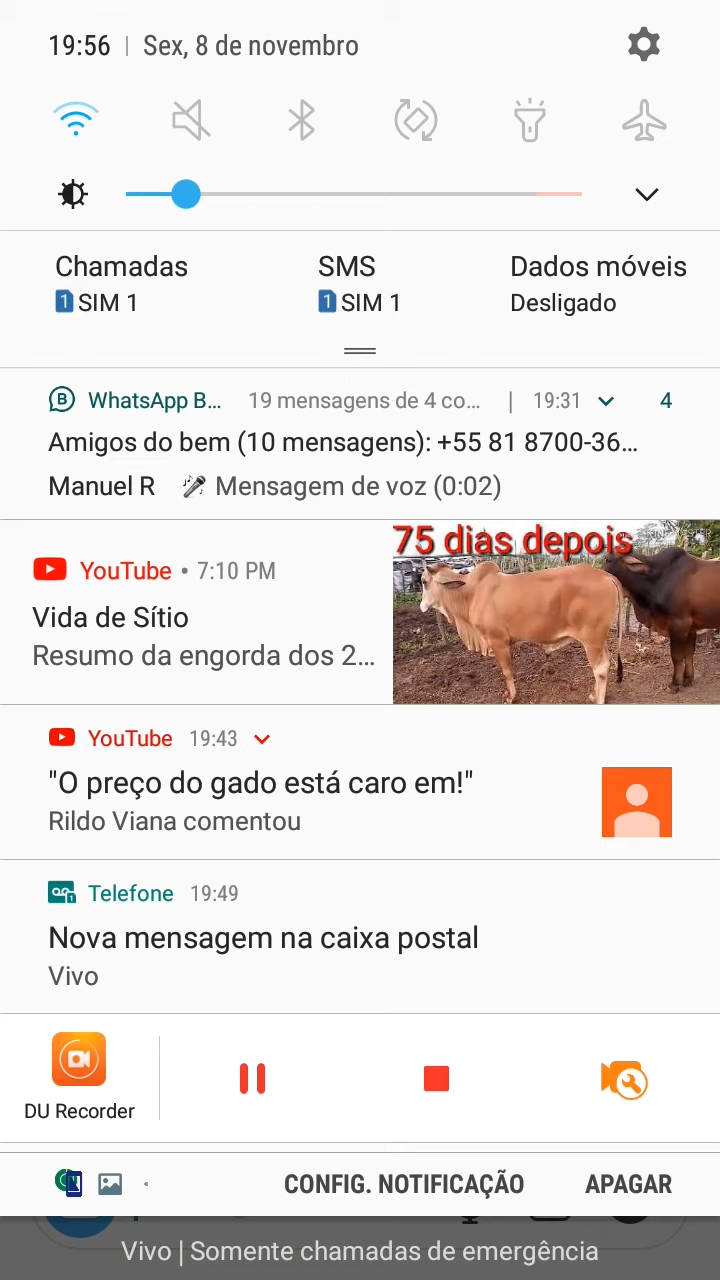 19:56 | Sex, 8 de novembro
Chamadas SMS Dados móveis
1 SIM 1 1 SIM 1 Desligado
WhatsApp B... 19 mensagens de 4 co... | 19:31 4
Amigos do bem (10 mensagens): +55 81 8700-36...
Manuel R 🎤 Mensagem de voz (0:02)
75 dias depois
YouTube • 7:10 PM
Vida de Sítio
Resumo da engorda dos 2...
YouTube 19:43
"O preço do gado está caro em!"
Rildo Viana comentou
Telefone 19:49
Nova mensagem na caixa postal
Vivo
DU Recorder
CONFIG. NOTIFICAÇÃO APAGAR
Vivo | Somente chamadas de emergência